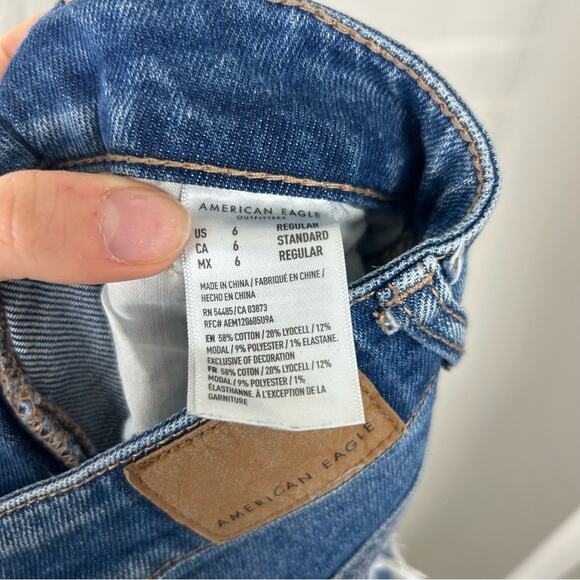 AMERICAN EAGLE
OUTFITTERS
US 6 REGULAR
CA 6 STANDARD
MX 6 REGULAR
MADE IN CHINA / FABRIQUÉ EN CHINE /
HECHO EN CHINA
RN 54485/CA 03873
RFC# AEM120605U9A
EN 58% COTTON / 20% LYOCELL / 12%
MODAL / 9% POLYESTER / 1% ELASTANE.
EXCLUSIVE OF DECORATION
FR 58% COTTON / 20% LYOCELL / 12%
MODAL / 9% POLYESTER / 1%
ÉLASTHANNE. À L'EXCEPTION DE LA
GARNITURE
AMERICAN EAGLE